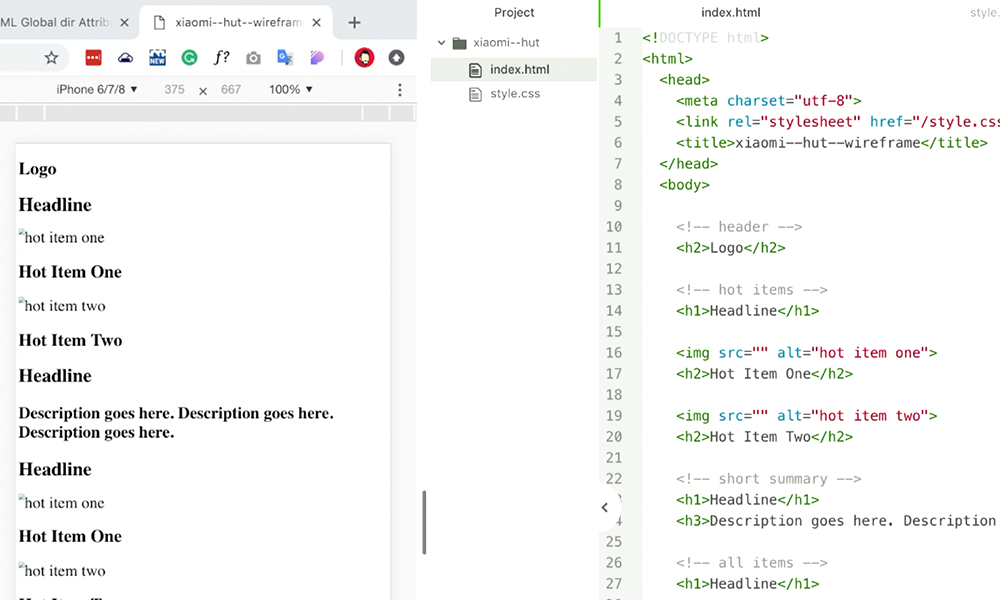 ML Global dir Attrib
xiaomi--hut--wirefram
NEW
f?
iPhone 6/7/8 ▼ 375 × 667 100% ▼
Logo
Headline
hot item one
Hot Item One
hot item two
Hot Item Two
Headline
Description goes here. Description goes here.
Description goes here.
Headline
hot item one
Hot Item One
hot item two
Project
xiaomi--hut
index.html
style.css
index.html
style.
1 <!DOCTYPE html>
2 <html>
3 <head>
4 <meta charset="utf-8">
5 <link rel="stylesheet" href="/style.css
6 <title>xiaomi--hut--wireframe</title>
7 </head>
8 <body>
9
10 <!-- header -->
11 <h2>Logo</h2>
12
13 <!-- hot items -->
14 <h1>Headline</h1>
15
16 <img src="" alt="hot item one">
17 <h2>Hot Item One</h2>
18
19 <img src="" alt="hot item two">
20 <h2>Hot Item Two</h2>
21
22 <!-- short summary -->
<h1>Headline</h1>
<h3>Description goes here. Description
25
26 <!-- all items -->
27 <h1>Headline</h1>